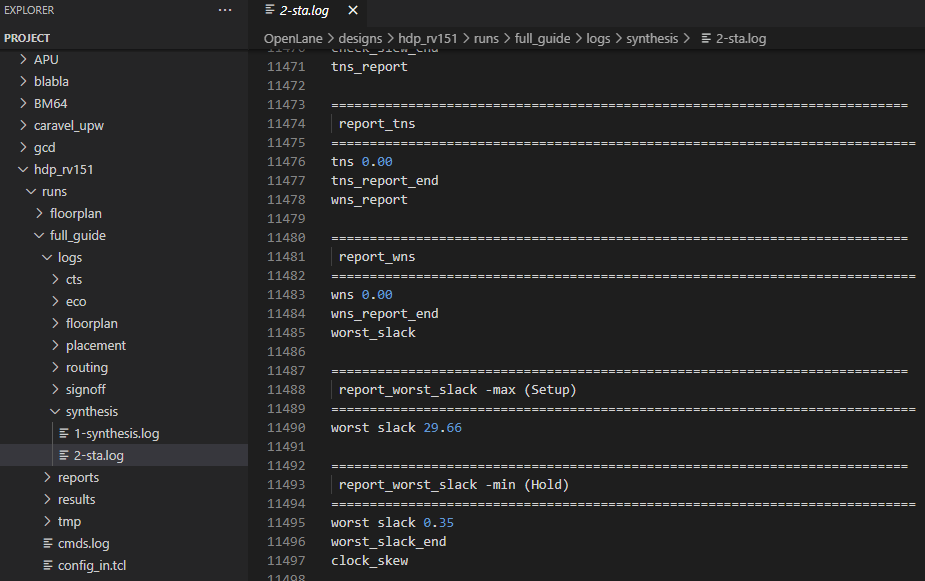 EXPLORER ...
PROJECT
APU
blabla
BM64
caravel_upw
gcd
hdp_rv151
runs
floorplan
full_guide
logs
cts
eco
floorplan
placement
routing
signoff
synthesis
1-synthesis.log
2-sta.log
reports
results
tmp
cmds.log
config_in.tcl
2-sta.log
OpenLane > designs > hdp_rv151 > runs > full_guide > logs > synthesis > 2-sta.log
11470 check_slew_end
11471 tns_report
11472
11473 ===========================================================================
11474  report_tns
11475 ============================================================================
11476 tns 0.00
11477 tns_report_end
11478 wns_report
11479
11480 ===========================================================================
11481  report_wns
11482 ============================================================================
11483 wns 0.00
11484 wns_report_end
11485 worst_slack
11486
11487 ===========================================================================
11488  report_worst_slack -max (Setup)
11489 ============================================================================
11490 worst slack 29.66
11491
11492 ===========================================================================
11493  report_worst_slack -min (Hold)
11494 ============================================================================
11495 worst slack 0.35
11496 worst_slack_end
11497 clock_skew
11498